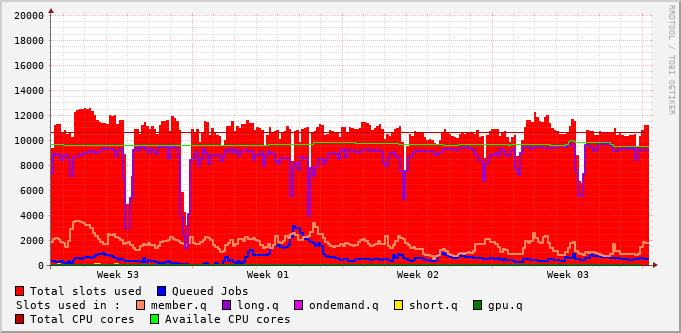 20000
18000
16000
14000
12000
10000
8000
6000
4000
2000
0
Week 53 Week 01 Week 02 Week 03
RRDTOOL / TOBI OETIKER
Total slots used Queued Jobs
Slots used in : member.q long.q ondemand.q short.q gpu.q
Total CPU cores Availale CPU cores